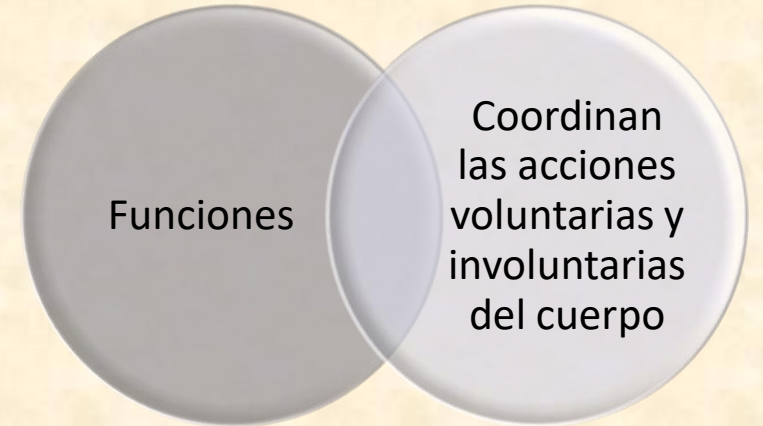 Funciones
Coordinan
las acciones
voluntarias y
involuntarias
del cuerpo